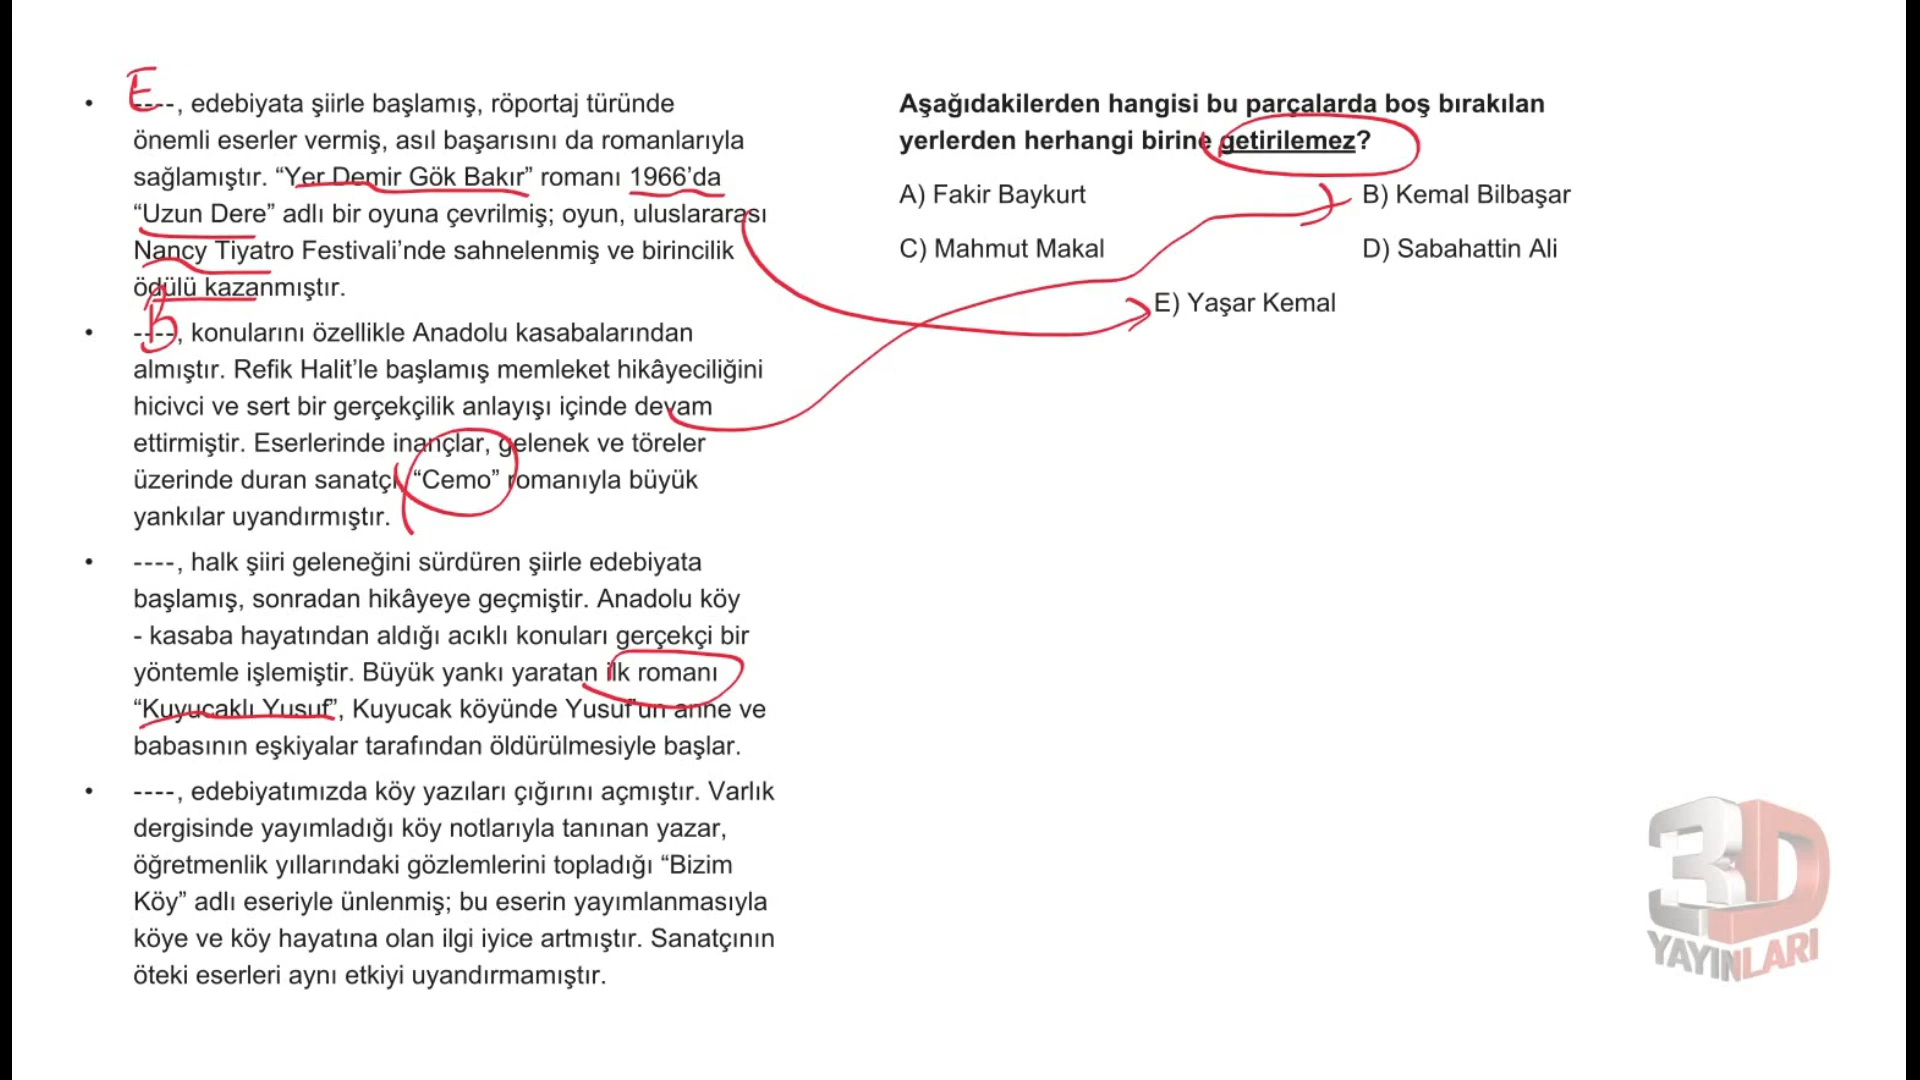 E
• ----, edebiyata şiirle başlamış, röportaj türünde
önemli eserler vermiş, asıl başarısını da romanlarıyla
sağlamıştır. “Yer Demir Gök Bakır” romanı 1966’da
“Uzun Dere” adlı bir oyuna çevrilmiş; oyun, uluslararası
Nancy Tiyatro Festivali’nde sahnelenmiş ve birincilik
ödülü kazanmıştır.
B
• ----, konularını özellikle Anadolu kasabalarından
almıştır. Refik Halit’le başlamış memleket hikâyeciliğini
hicivci ve sert bir gerçekçilik anlayışı içinde devam
ettirmiştir. Eserlerinde inançlar, gelenek ve töreler
üzerinde duran sanatçı “Cemo” romanıyla büyük
yankılar uyandırmıştır.
• ----, halk şiiri geleneğini sürdüren şiirle edebiyata
başlamış, sonradan hikâyeye geçmiştir. Anadolu köy
- kasaba hayatından aldığı acıklı konuları gerçekçi bir
yöntemle işlemiştir. Büyük yankı yaratan ilk romanı
“Kuyucaklı Yusuf”, Kuyucak köyünde Yusuf’un anne ve
babasının eşkiyalar tarafından öldürülmesiyle başlar.
• ----, edebiyatımızda köy yazıları çığırını açmıştır. Varlık
dergisinde yayımladığı köy notlarıyla tanınan yazar,
öğretmenlik yıllarındaki gözlemlerini topladığı “Bizim
Köy” adlı eseriyle ünlenmiş; bu eserin yayımlanmasıyla
köye ve köy hayatına olan ilgi iyice artmıştır. Sanatçının
öteki eserleri aynı etkiyi uyandırmamıştır.
Aşağıdakilerden hangisi bu parçalarda boş bırakılan
yerlerden herhangi birine getirilemez?
A) Fakir Baykurt
B) Kemal Bilbaşar
C) Mahmut Makal
D) Sabahattin Ali
E) Yaşar Kemal
3D
YAYINLARI